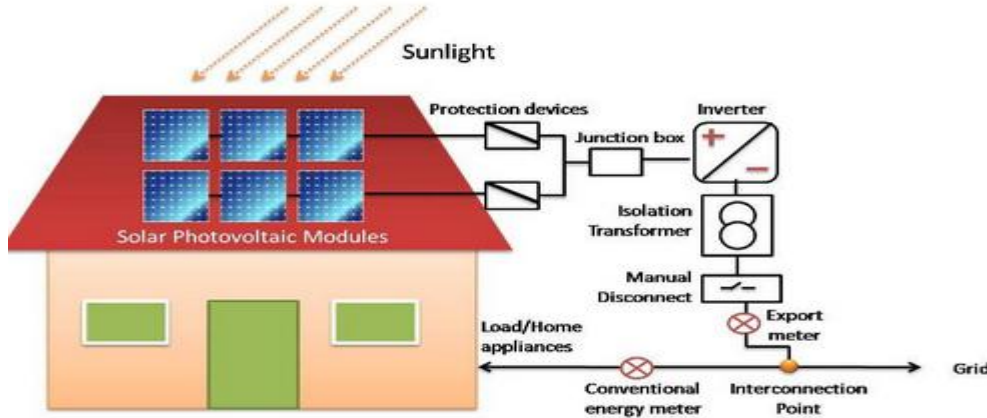 Sunlight
Protection devices
Inverter
Junction box
+
−
Solar Photovoltaic Modules
Isolation
Transformer
Manual
Disconnect
Export
meter
Load/Home
appliances
Grid
Conventional
energy meter
Interconnection
Point